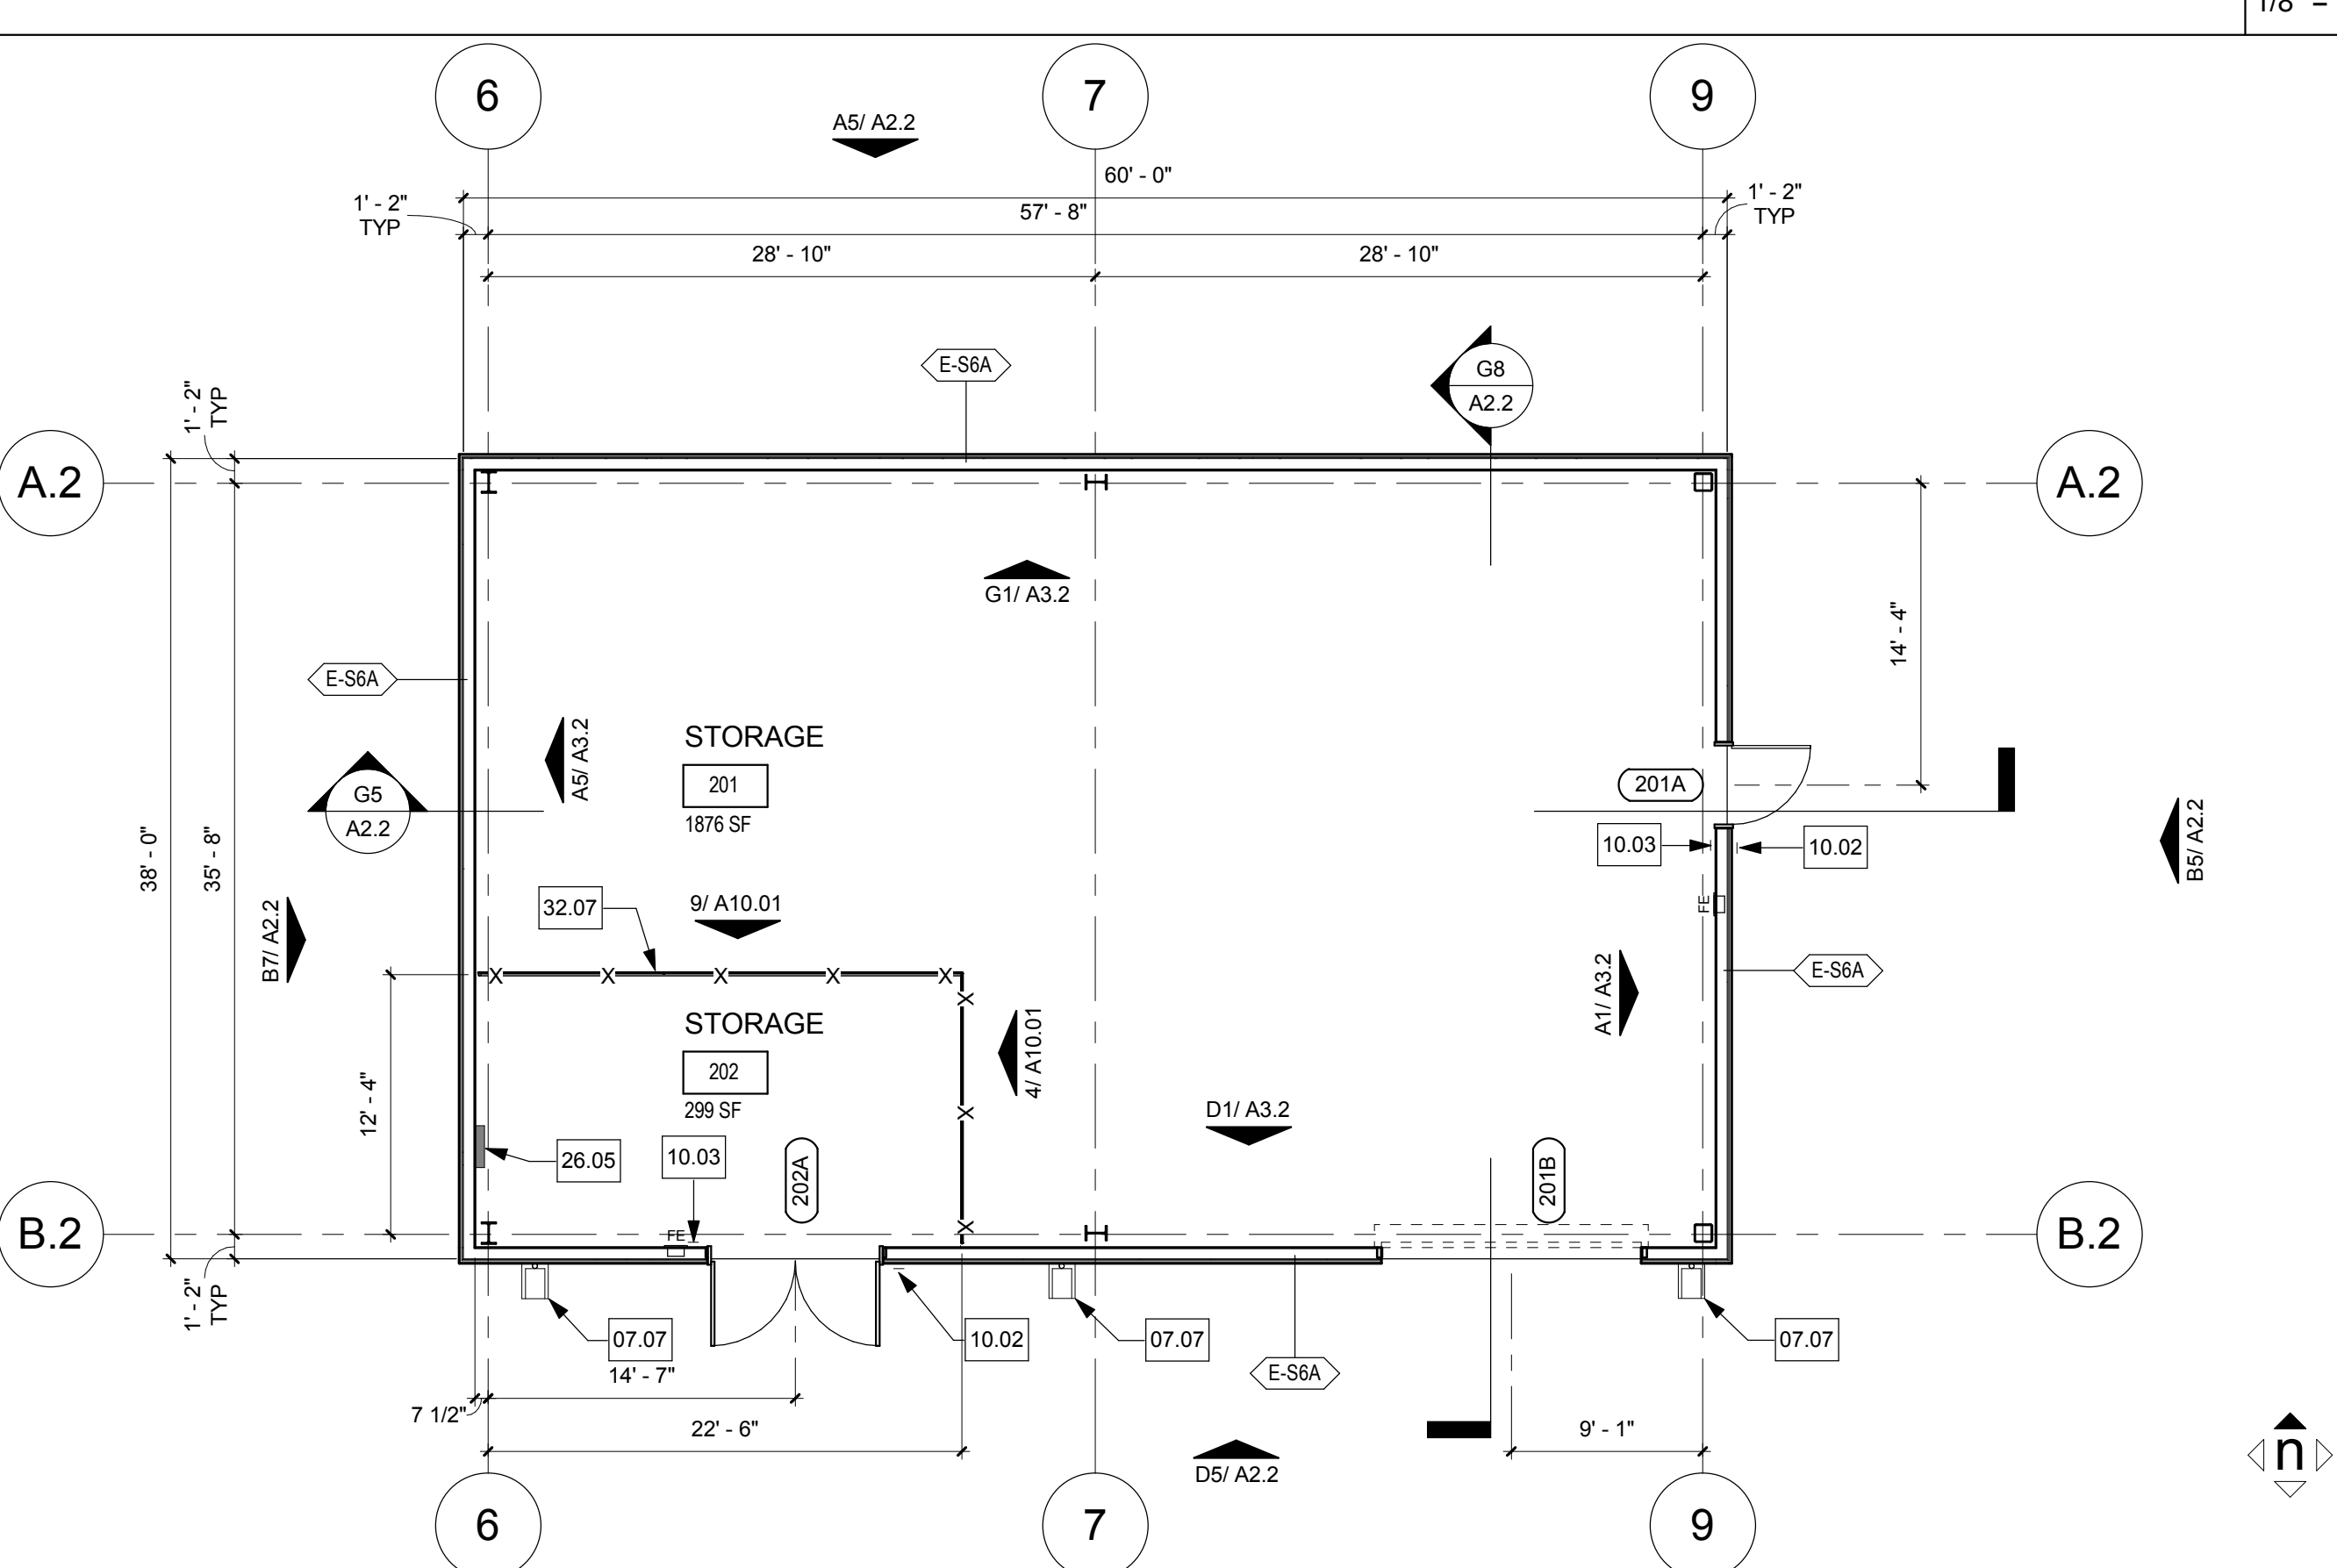 1/8" =
6
7
9
A5/ A2.2
60' - 0"
1' - 2"
TYP
57' - 8"
1' - 2"
TYP
28' - 10"
28' - 10"
E-S6A
G8
A2.2
1' - 2"
TYP
A.2
A.2
G1/ A3.2
14' - 4"
E-S6A
A5/ A3.2
STORAGE
201
1876 SF
201A
G5
A2.2
38' - 0"
35' - 8"
10.03
10.02
B5/ A2.2
32.07
9/ A10.01
FE
B7/ A2.2
X X X X X
X
E-S6A
A1/ A3.2
STORAGE
202
299 SF
4/ A10.01
12' - 4"
X
D1/ A3.2
26.05
10.03
202A
201B
B.2
FE
X
B.2
1' - 2"
TYP
07.07
10.02
07.07
07.07
14' - 7"
E-S6A
7 1/2"
22' - 6"
9' - 1"
D5/ A2.2
n
6
7
9